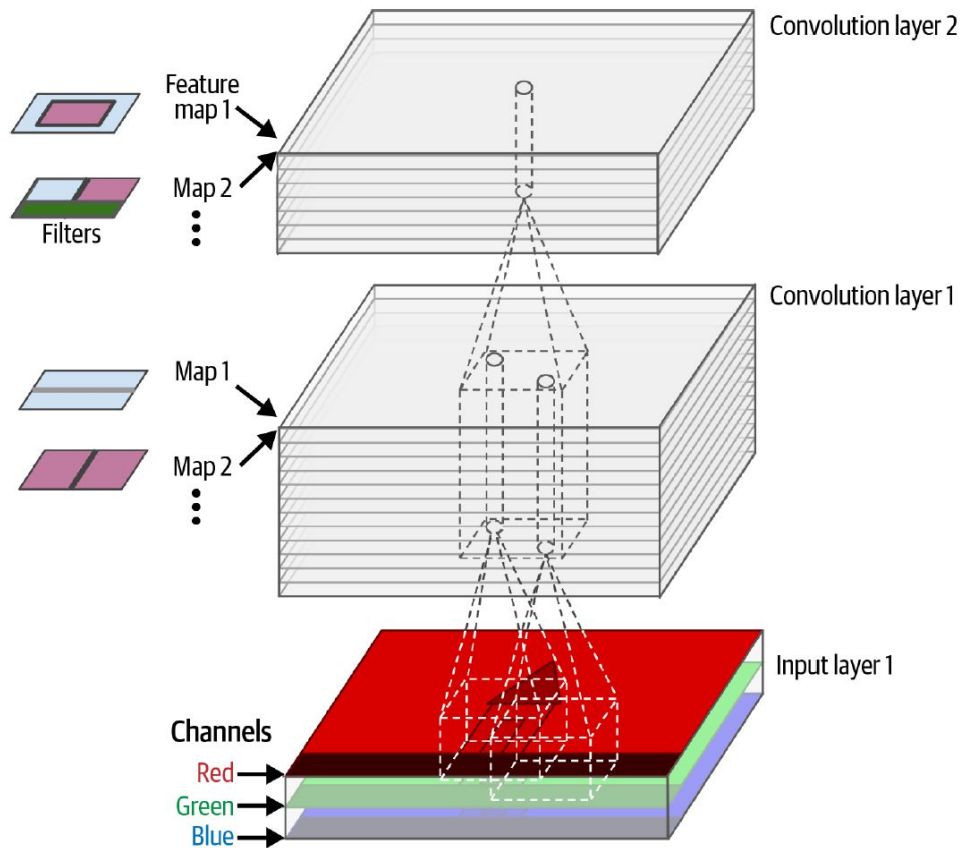 Convolution layer 2
Feature
map 1
Map 2
Filters
Convolution layer 1
Map 1
Map 2
Input layer 1
Channels
Red
Green
Blue